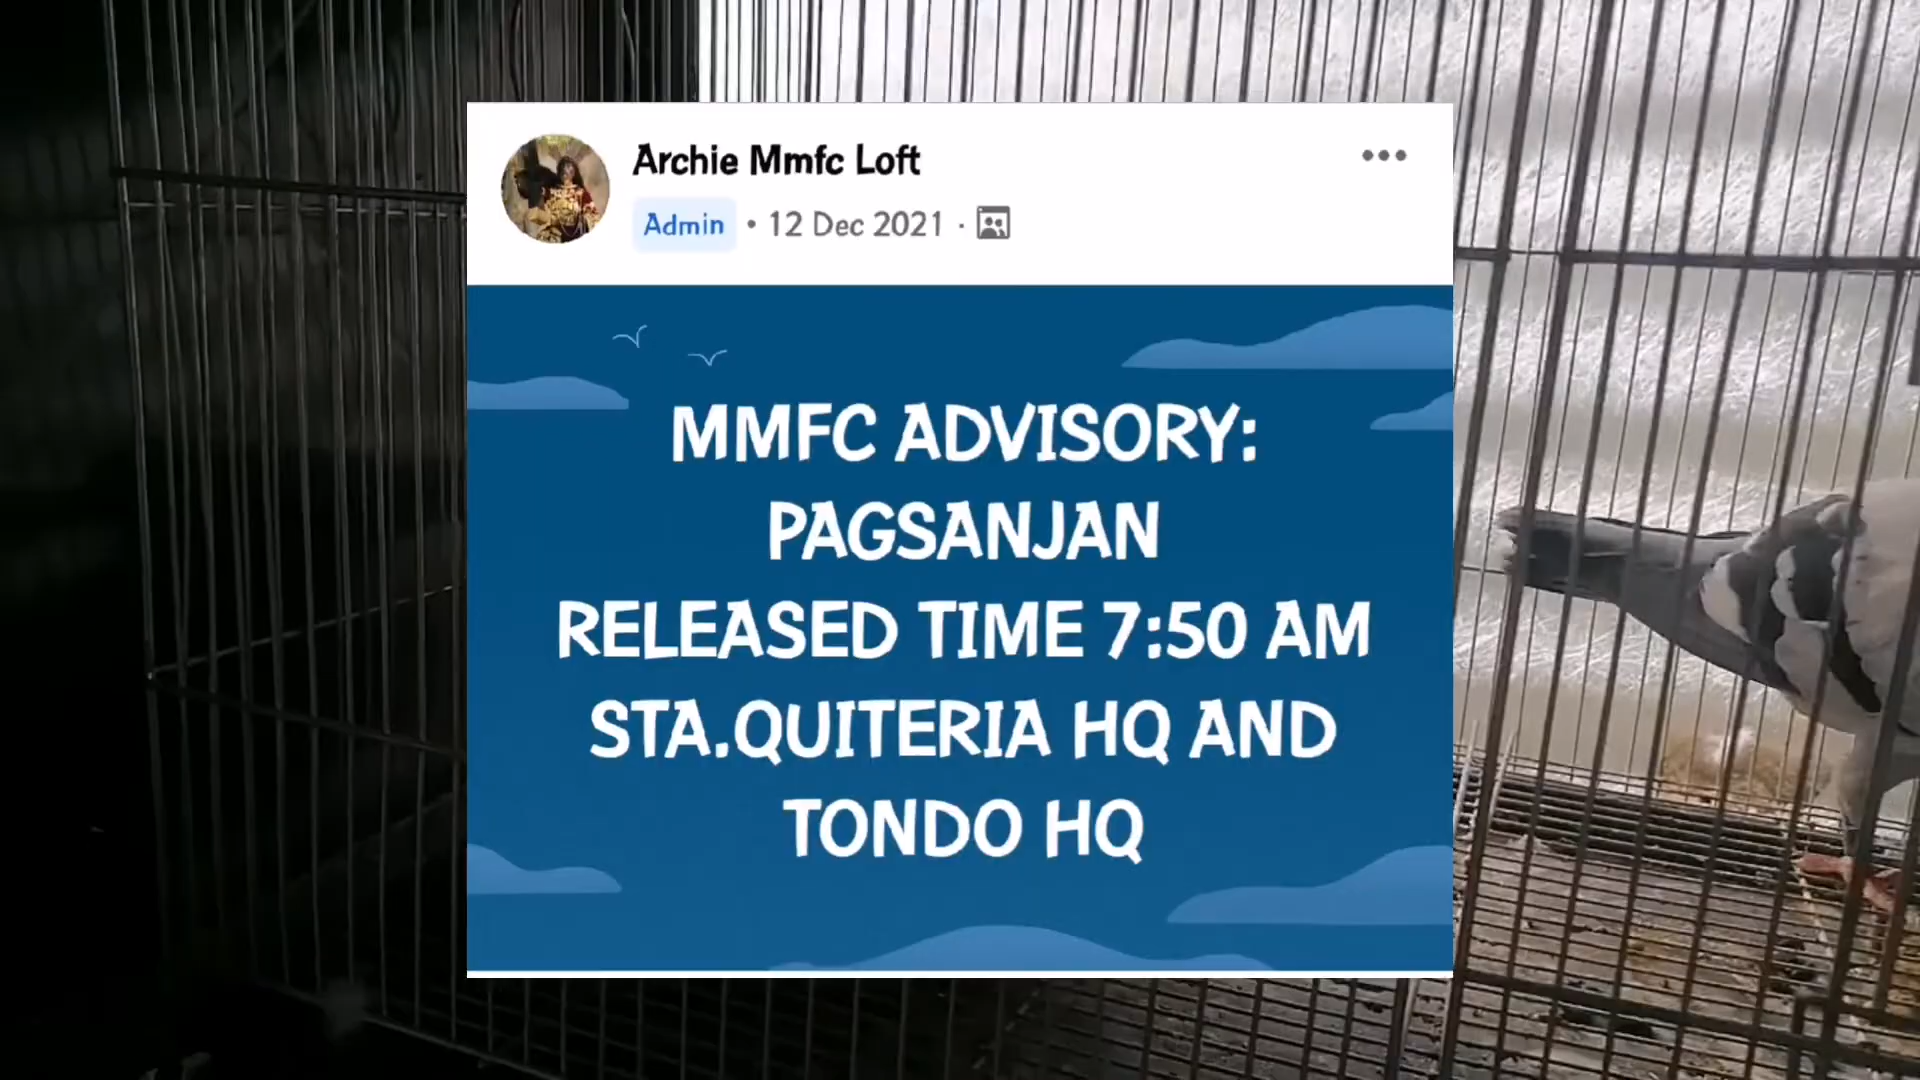 Archie Mmfc Loft
Admin • 12 Dec 2021 ·
MMFC ADVISORY:
PAGSANJAN
RELEASED TIME 7:50 AM
STA.QUITERIA HQ AND
TONDO HQ